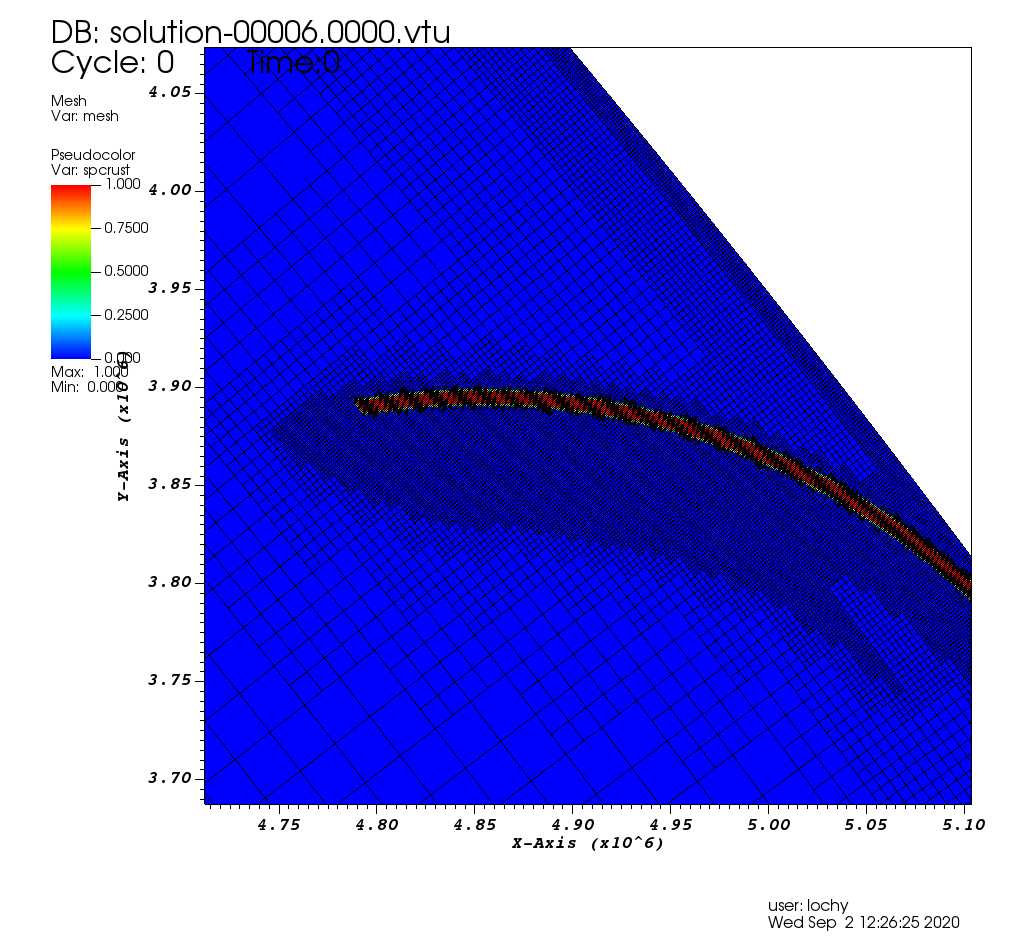 DB: solution-00006.0000.vtu
Cycle: 0 Time:0
Mesh
Var: mesh
Pseudocolor
Var: spcrust
1.000
0.7500
0.5000
0.2500
0.000
Max: 1.000
Min: 0.000
4.05
4.00
3.95
3.90
3.85
3.80
3.75
3.70
Y-Axis (x10^6)
4.75 4.80 4.85 4.90 4.95 5.00 5.05 5.10
X-Axis (x10^6)
user: lochy
Wed Sep 2 12:26:25 2020